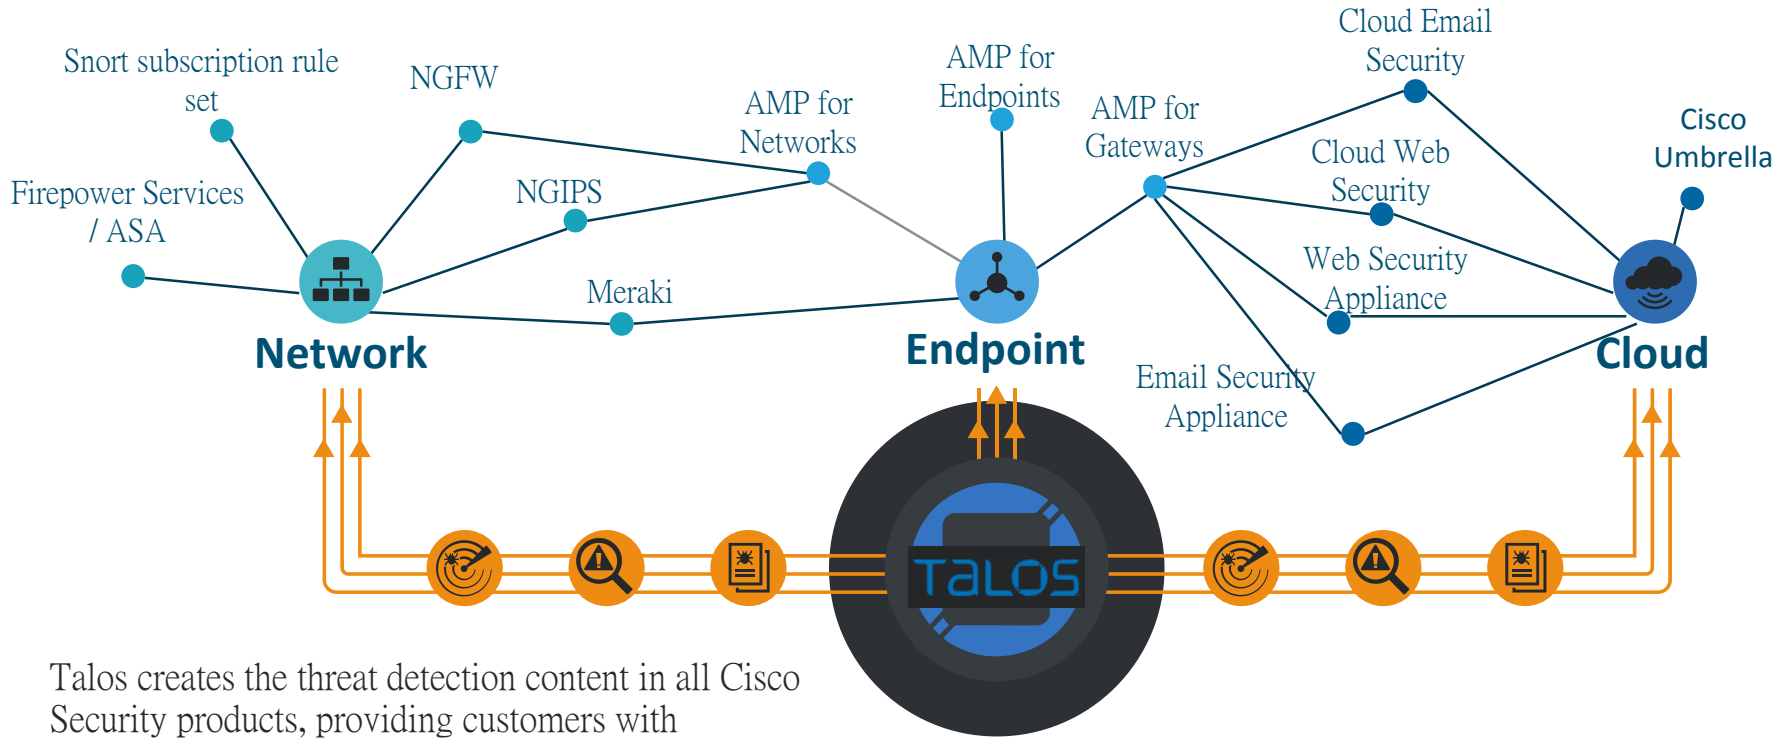 Snort subscription rule
set
NGFW
AMP for
Networks
AMP for
Endpoints
AMP for
Gateways
Cloud Email
Security
Cisco
Umbrella
Cloud Web
Security
Firepower Services
/ ASA
NGIPS
Web Security
Appliance
Meraki
Network
Endpoint
Cloud
Email Security
Appliance
TALOS
Talos creates the threat detection content in all Cisco
Security products, providing customers with